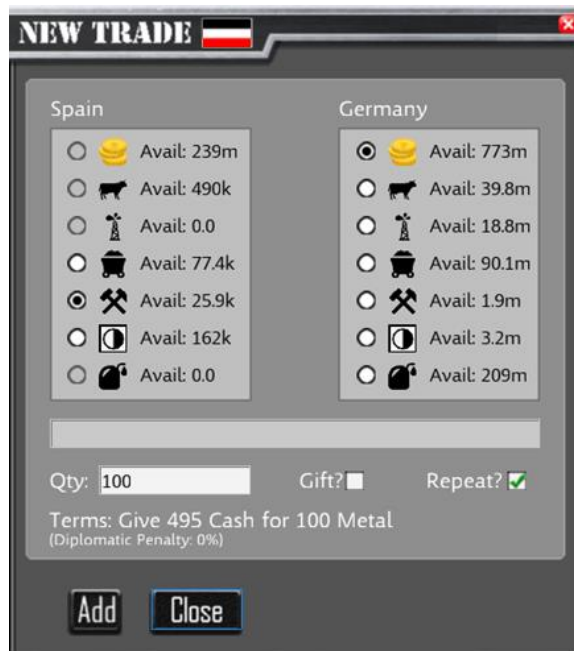 NEW TRADE
Spain
Avail: 239m
Avail: 490k
Avail: 0.0
Avail: 77.4k
Avail: 25.9k
Avail: 162k
Avail: 0.0
Germany
Avail: 773m
Avail: 39.8m
Avail: 18.8m
Avail: 90.1m
Avail: 1.9m
Avail: 3.2m
Avail: 209m
Qty: 100 Gift? Repeat?
Terms: Give 495 Cash for 100 Metal
(Diplomatic Penalty: 0%)
Add Close